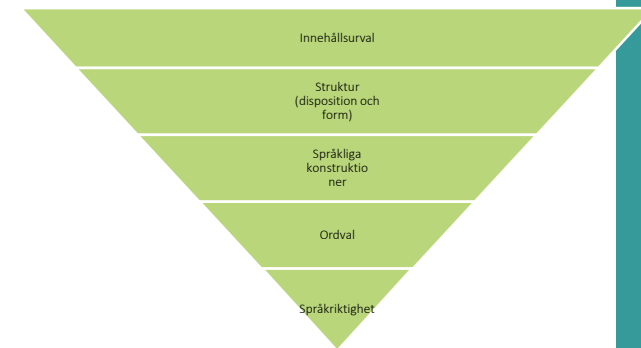 Innehållsurval
Struktur
(disposition och
form)
Språkliga
konstruktio
ner
Ordval
Språkriktighet